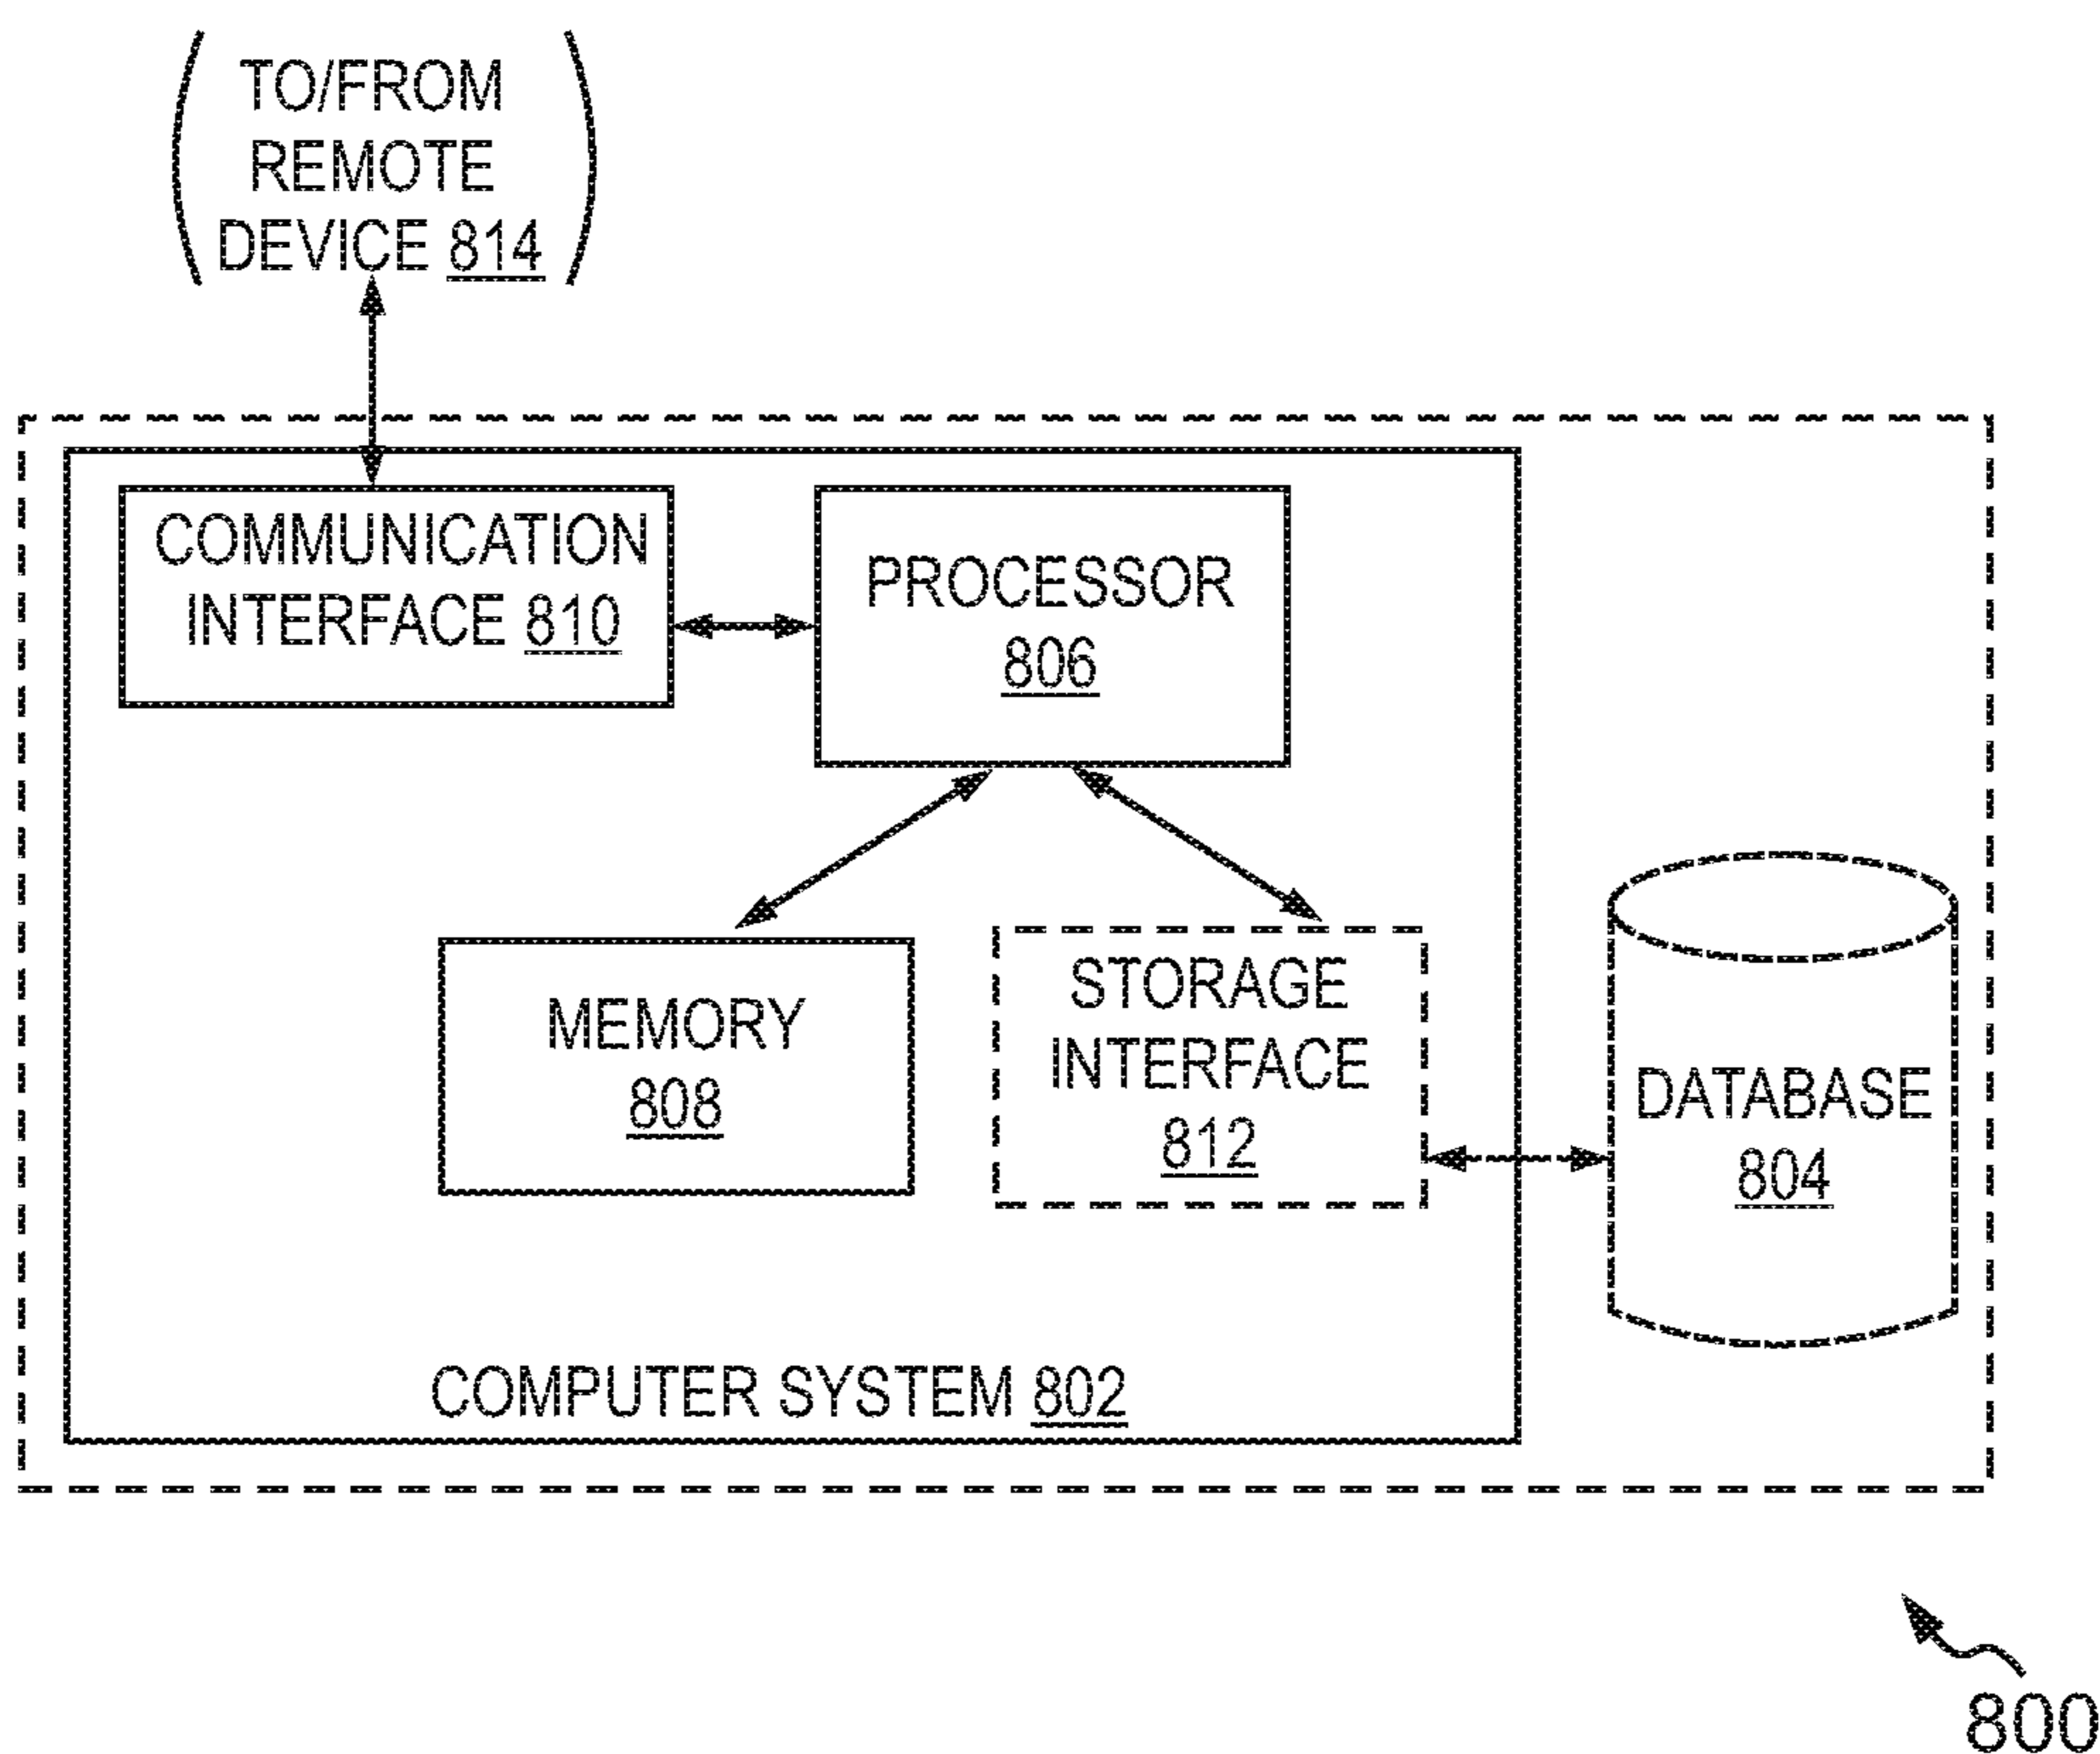 TO/FROM
REMOTE
DEVICE 814
COMMUNICATION
INTERFACE 810
PROCESSOR
806
MEMORY
808
STORAGE
INTERFACE
812
DATABASE
804
COMPUTER SYSTEM 802
800